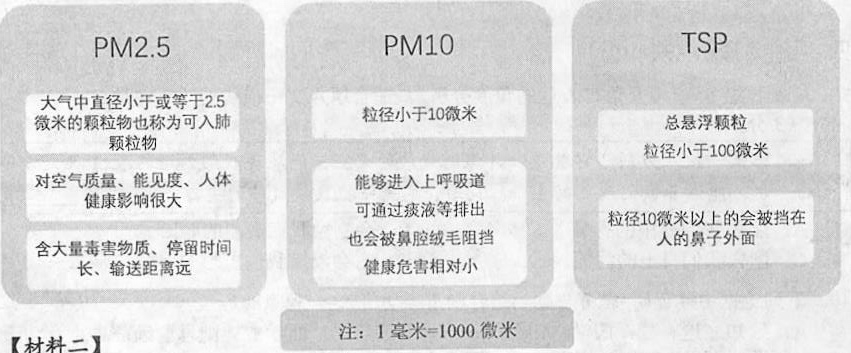 PM2.5
大气中直径小于或等于2.5
微米的颗粒物也称为可入肺
颗粒物
对空气质量、能见度、人体
健康影响很大
含大量毒害物质、停留时间
长、输送距离远
PM10
粒径小于10微米
能够进入上呼吸道
可通过痰液等排出
也会被鼻腔绒毛阻挡
健康危害相对小
TSP
总悬浮颗粒
粒径小于100微米
粒径10微米以上的会被挡在
人的鼻子外面
注：1 毫米=1000 微米
【材料二】